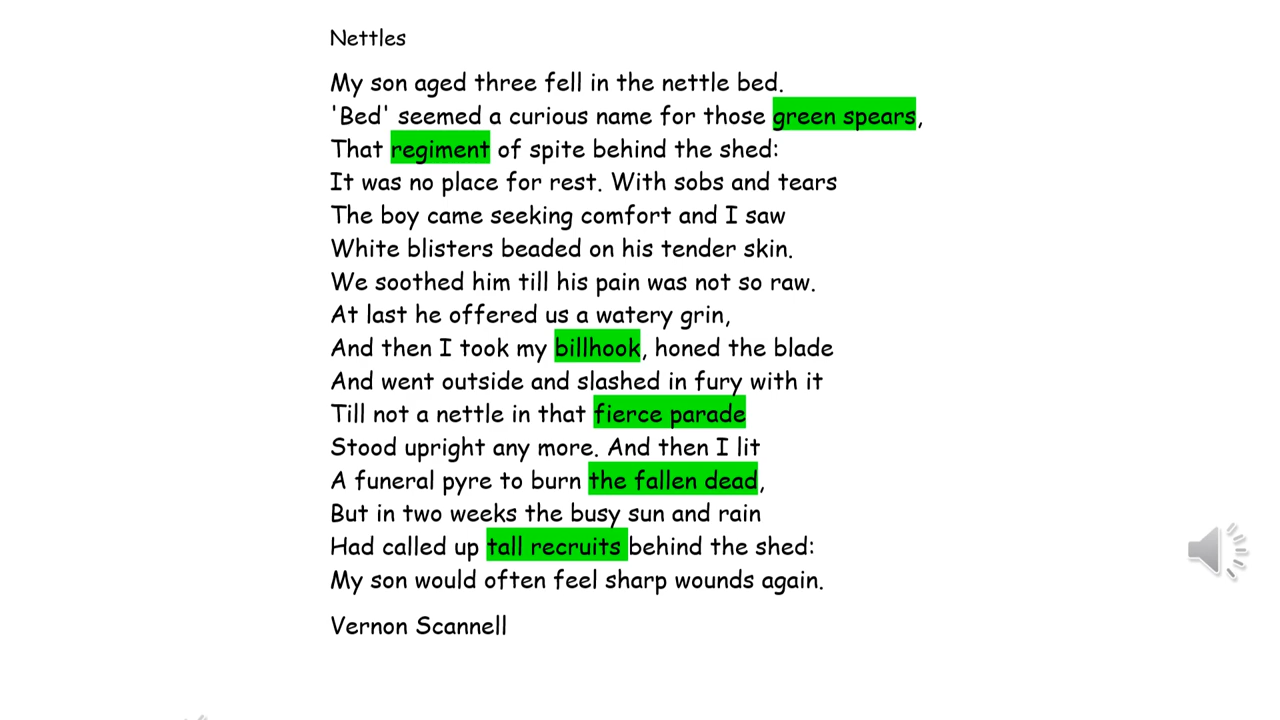 Nettles
My son aged three fell in the nettle bed.
'Bed' seemed a curious name for those green spears,
That regiment of spite behind the shed:
It was no place for rest. With sobs and tears
The boy came seeking comfort and I saw
White blisters beaded on his tender skin.
We soothed him till his pain was not so raw.
At last he offered us a watery grin,
And then I took my billhook, honed the blade
And went outside and slashed in fury with it
Till not a nettle in that fierce parade
Stood upright any more. And then I lit
A funeral pyre to burn the fallen dead,
But in two weeks the busy sun and rain
Had called up tall recruits behind the shed:
My son would often feel sharp wounds again.
Vernon Scannell